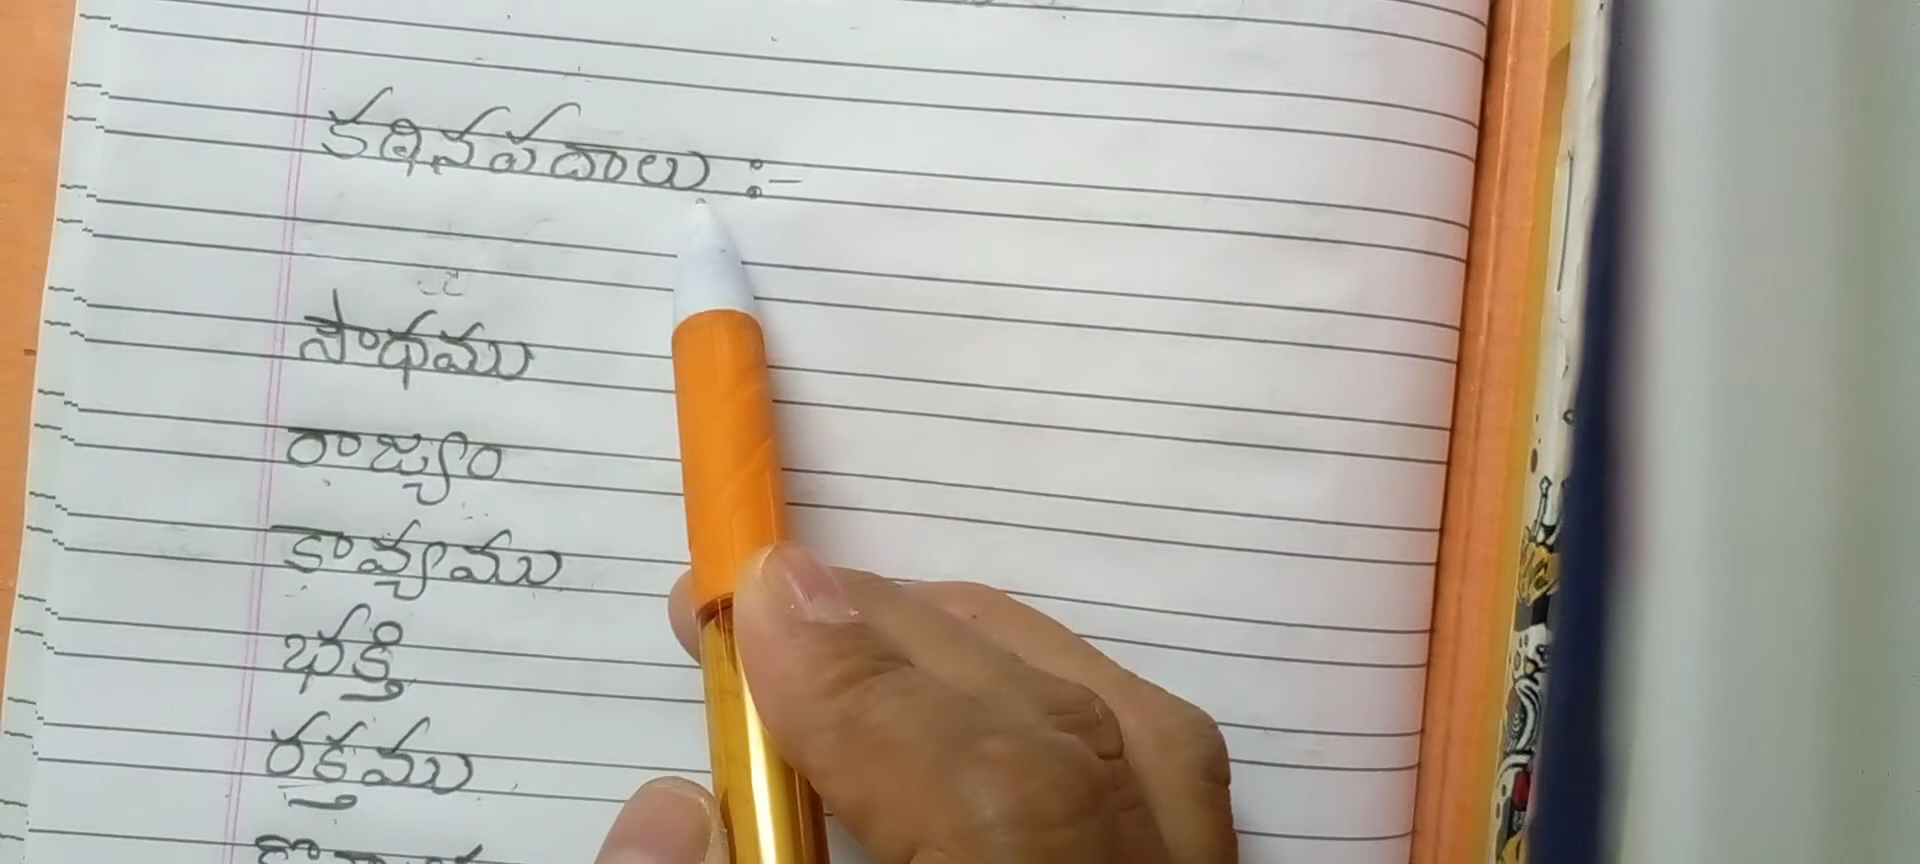 కఠినపదాలు :-
సౌధము
రాజ్యం
కావ్యము
భక్తి
రక్తము